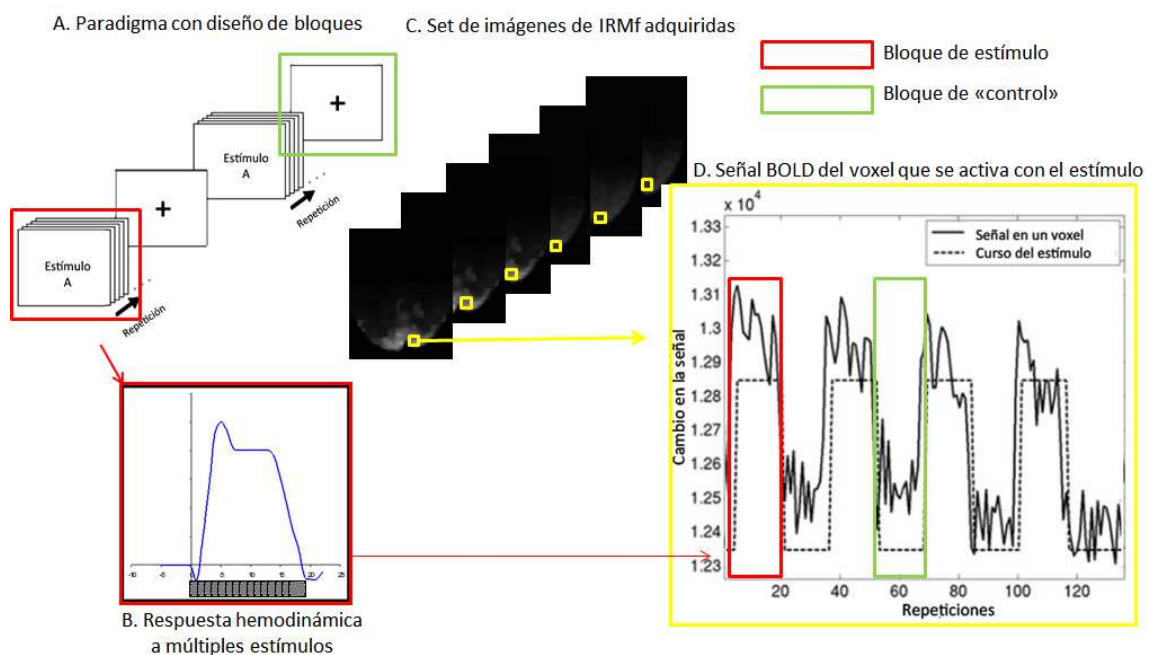 A. Paradigma con diseño de bloques
C. Set de imágenes de IRMf adquiridas
Bloque de estímulo
Bloque de «control»
+
Estímulo
A
Repetición
+
Estímulo
A
Repetición
D. Señal BOLD del voxel que se activa con el estímulo
x 10⁴
1.33
1.32
1.31
1.3
1.29
1.28
1.27
1.26
1.25
1.24
1.23
Cambio en la señal
Señal en un voxel
Curso del estímulo
20 40 60 80 100 120
Repeticiones
-10 -5 0 5 10 15 20 25
B. Respuesta hemodinámica
a múltiples estímulos